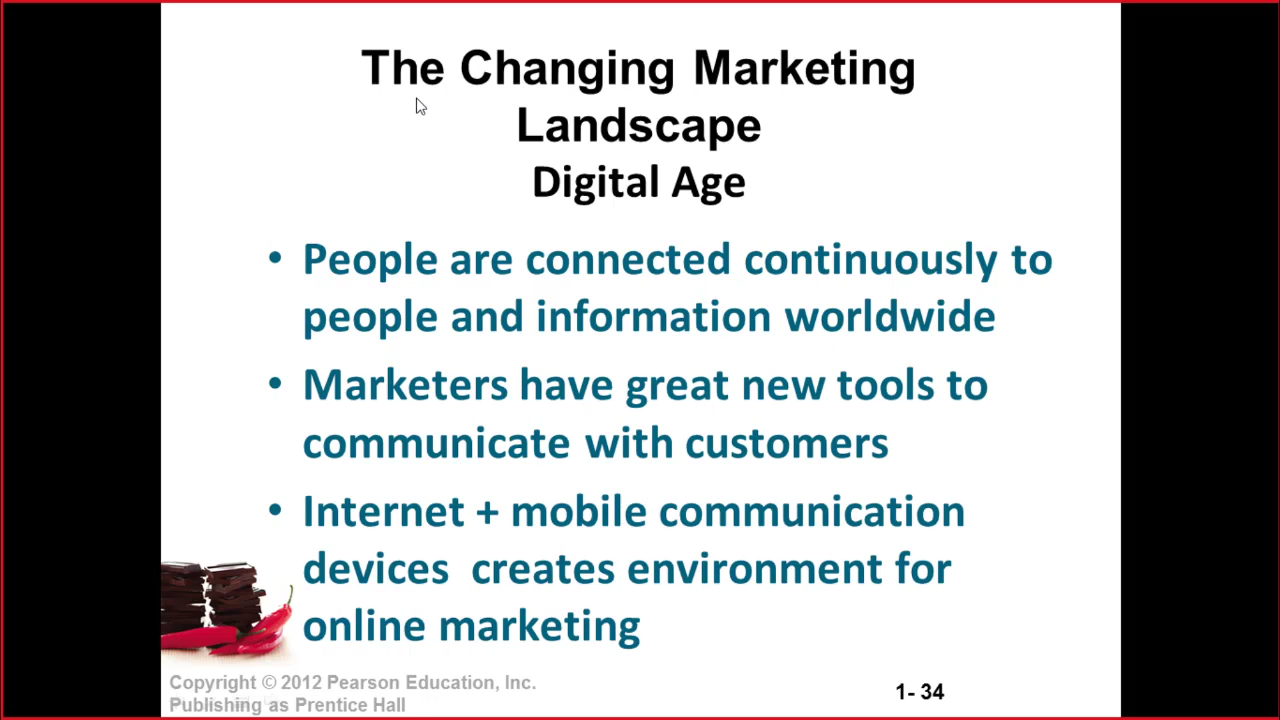 The Changing Marketing
Landscape
Digital Age
• People are connected continuously to
people and information worldwide
• Marketers have great new tools to
communicate with customers
• Internet + mobile communication
devices  creates environment for
online marketing
Copyright © 2012 Pearson Education, Inc.
Publishing as Prentice Hall
1- 34